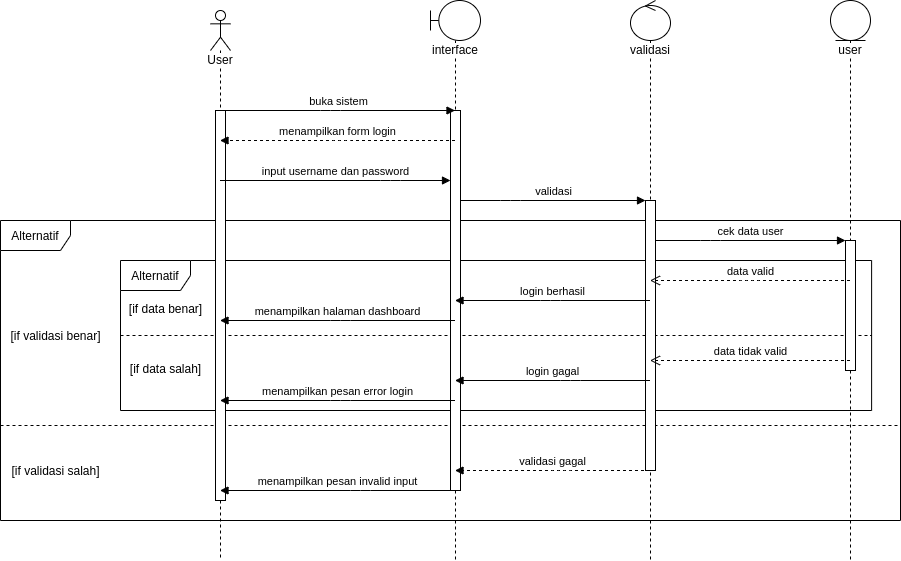 User
interface
validasi
user
buka sistem
menampilkan form login
input username dan password
validasi
Alternatif
cek data user
Alternatif
data valid
login berhasil
[if data benar]
menampilkan halaman dashboard
[if validasi benar]
data tidak valid
[if data salah]
login gagal
menampilkan pesan error login
validasi gagal
[if validasi salah]
menampilkan pesan invalid input